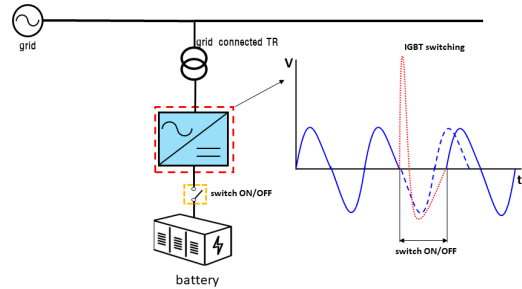 grid
grid connected TR
switch ON/OFF
battery
IGBT switching
V
t
switch ON/OFF